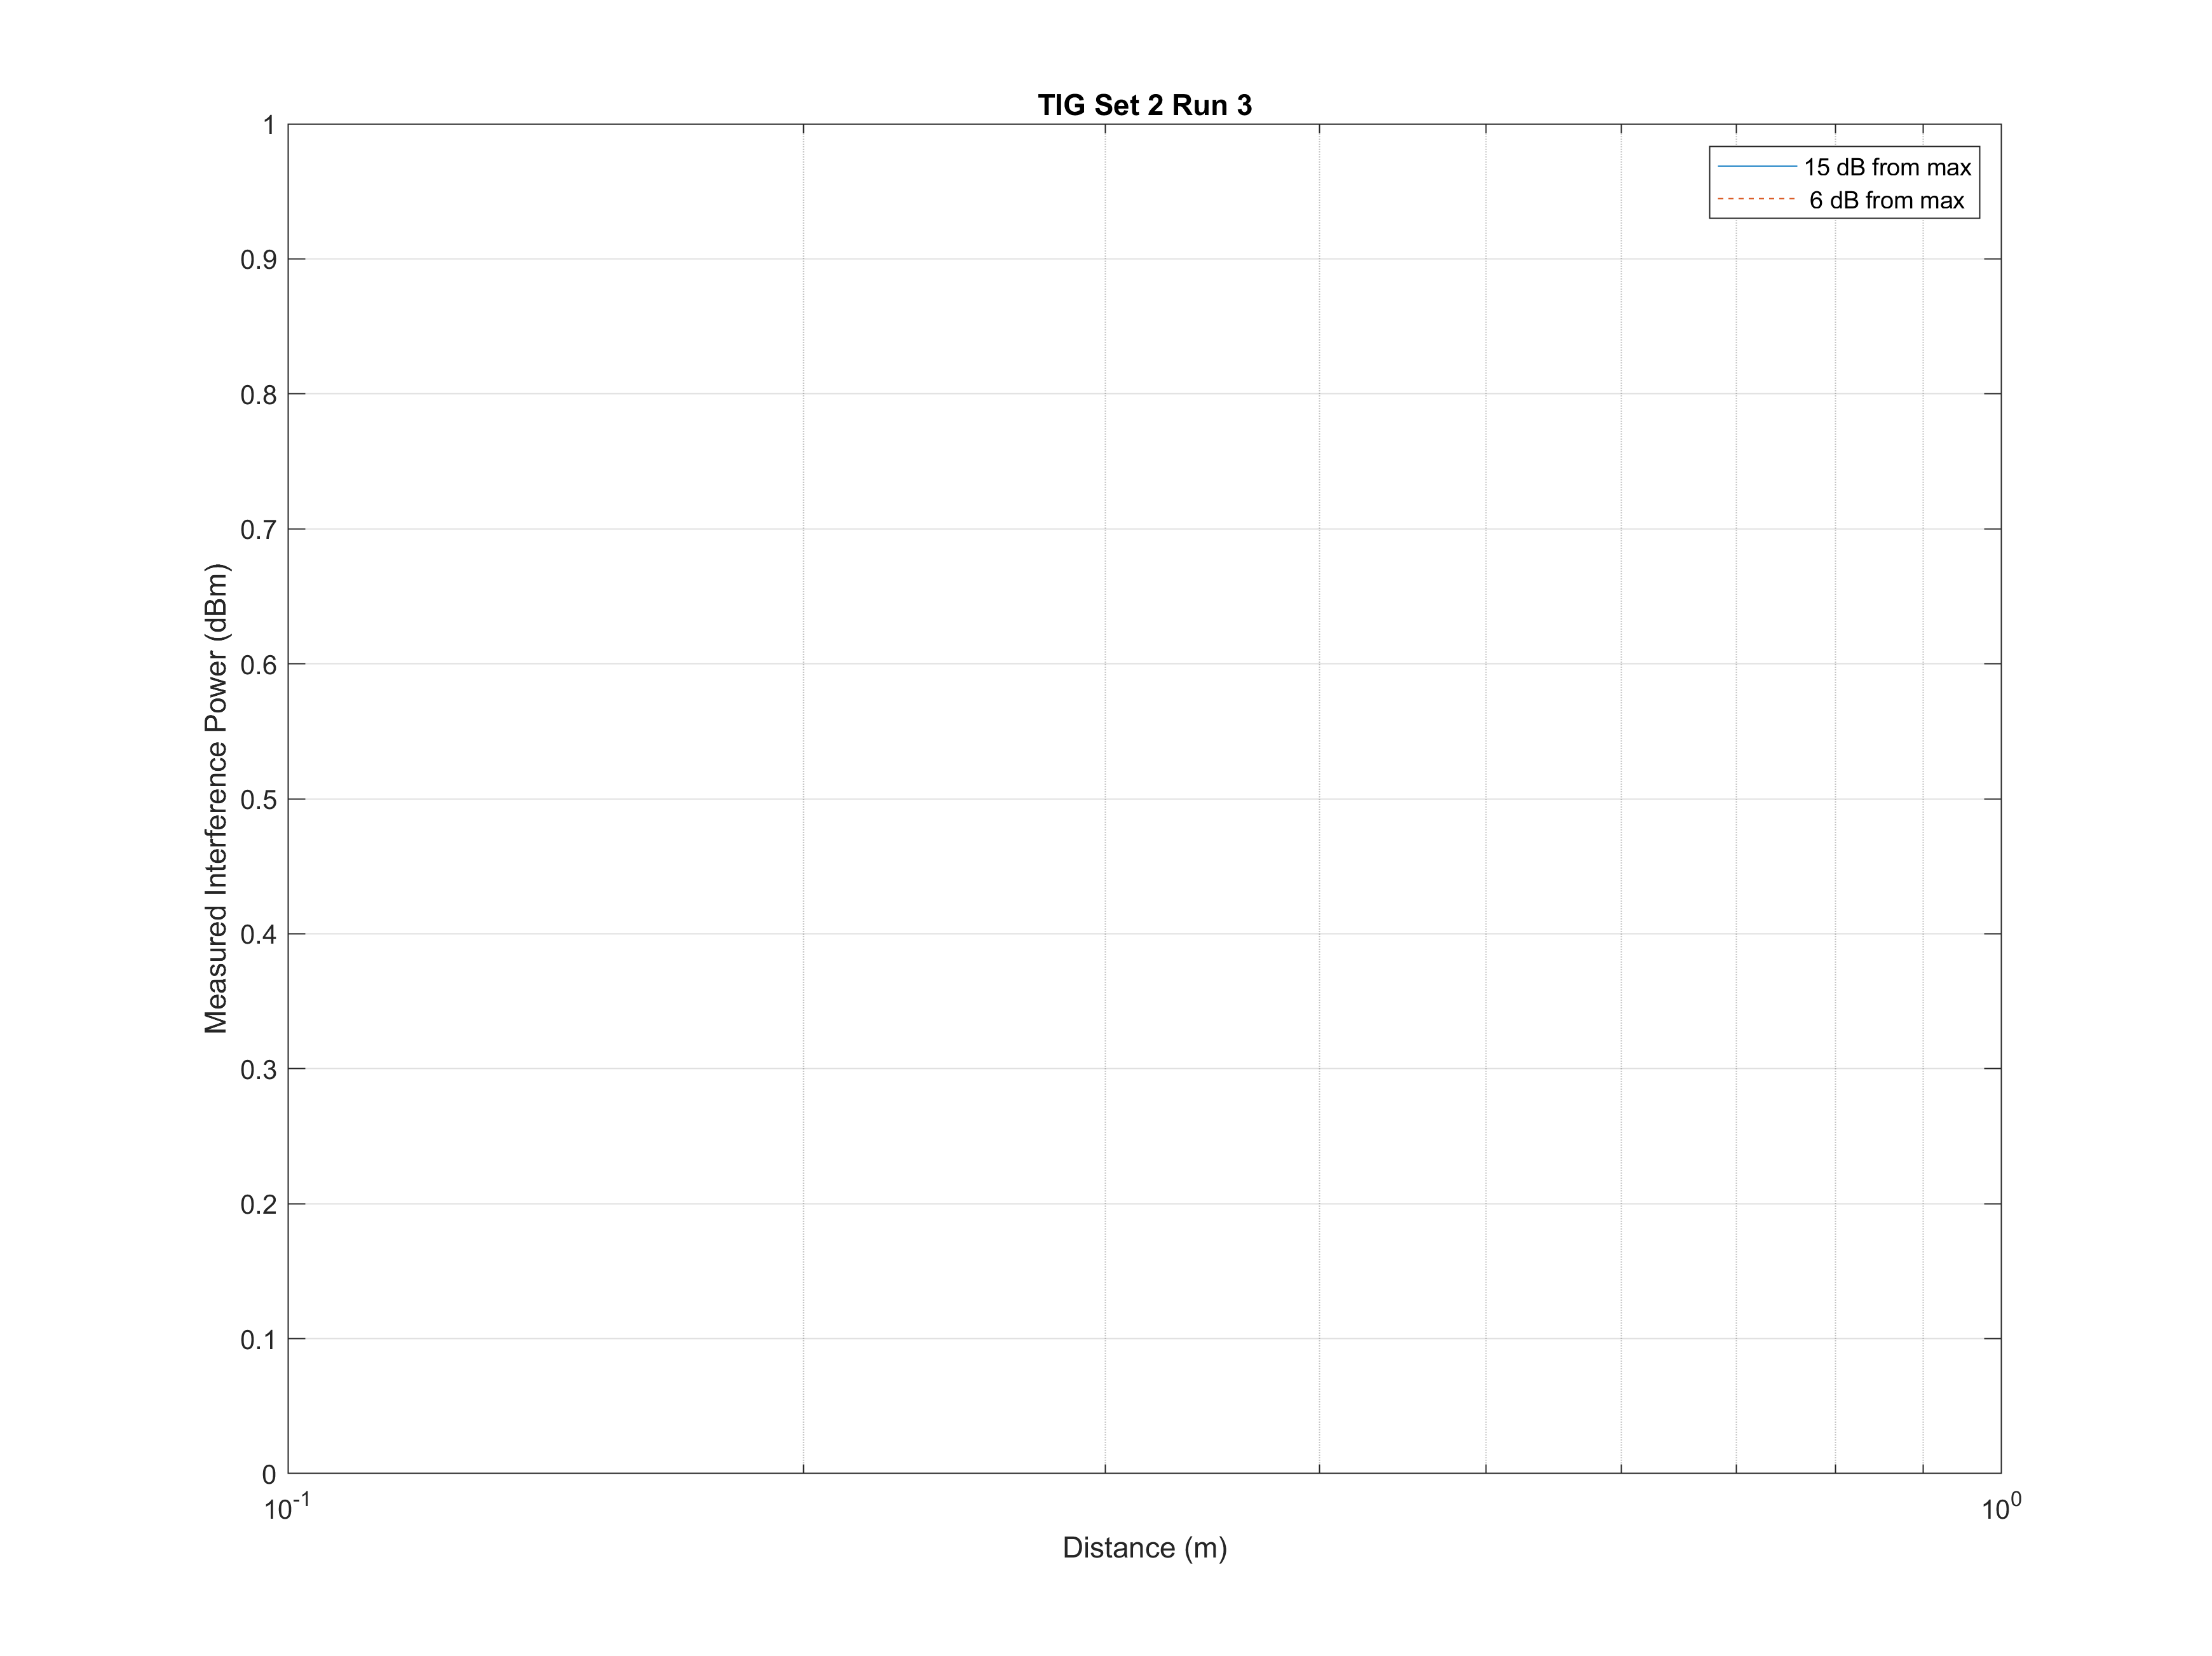 TIG Set 2 Run 3
15 dB from max
6 dB from max
1
0.9
0.8
0.7
0.6
0.5
0.4
0.3
0.2
0.1
0
Measured Interference Power (dBm)
10^-1
10^0
Distance (m)